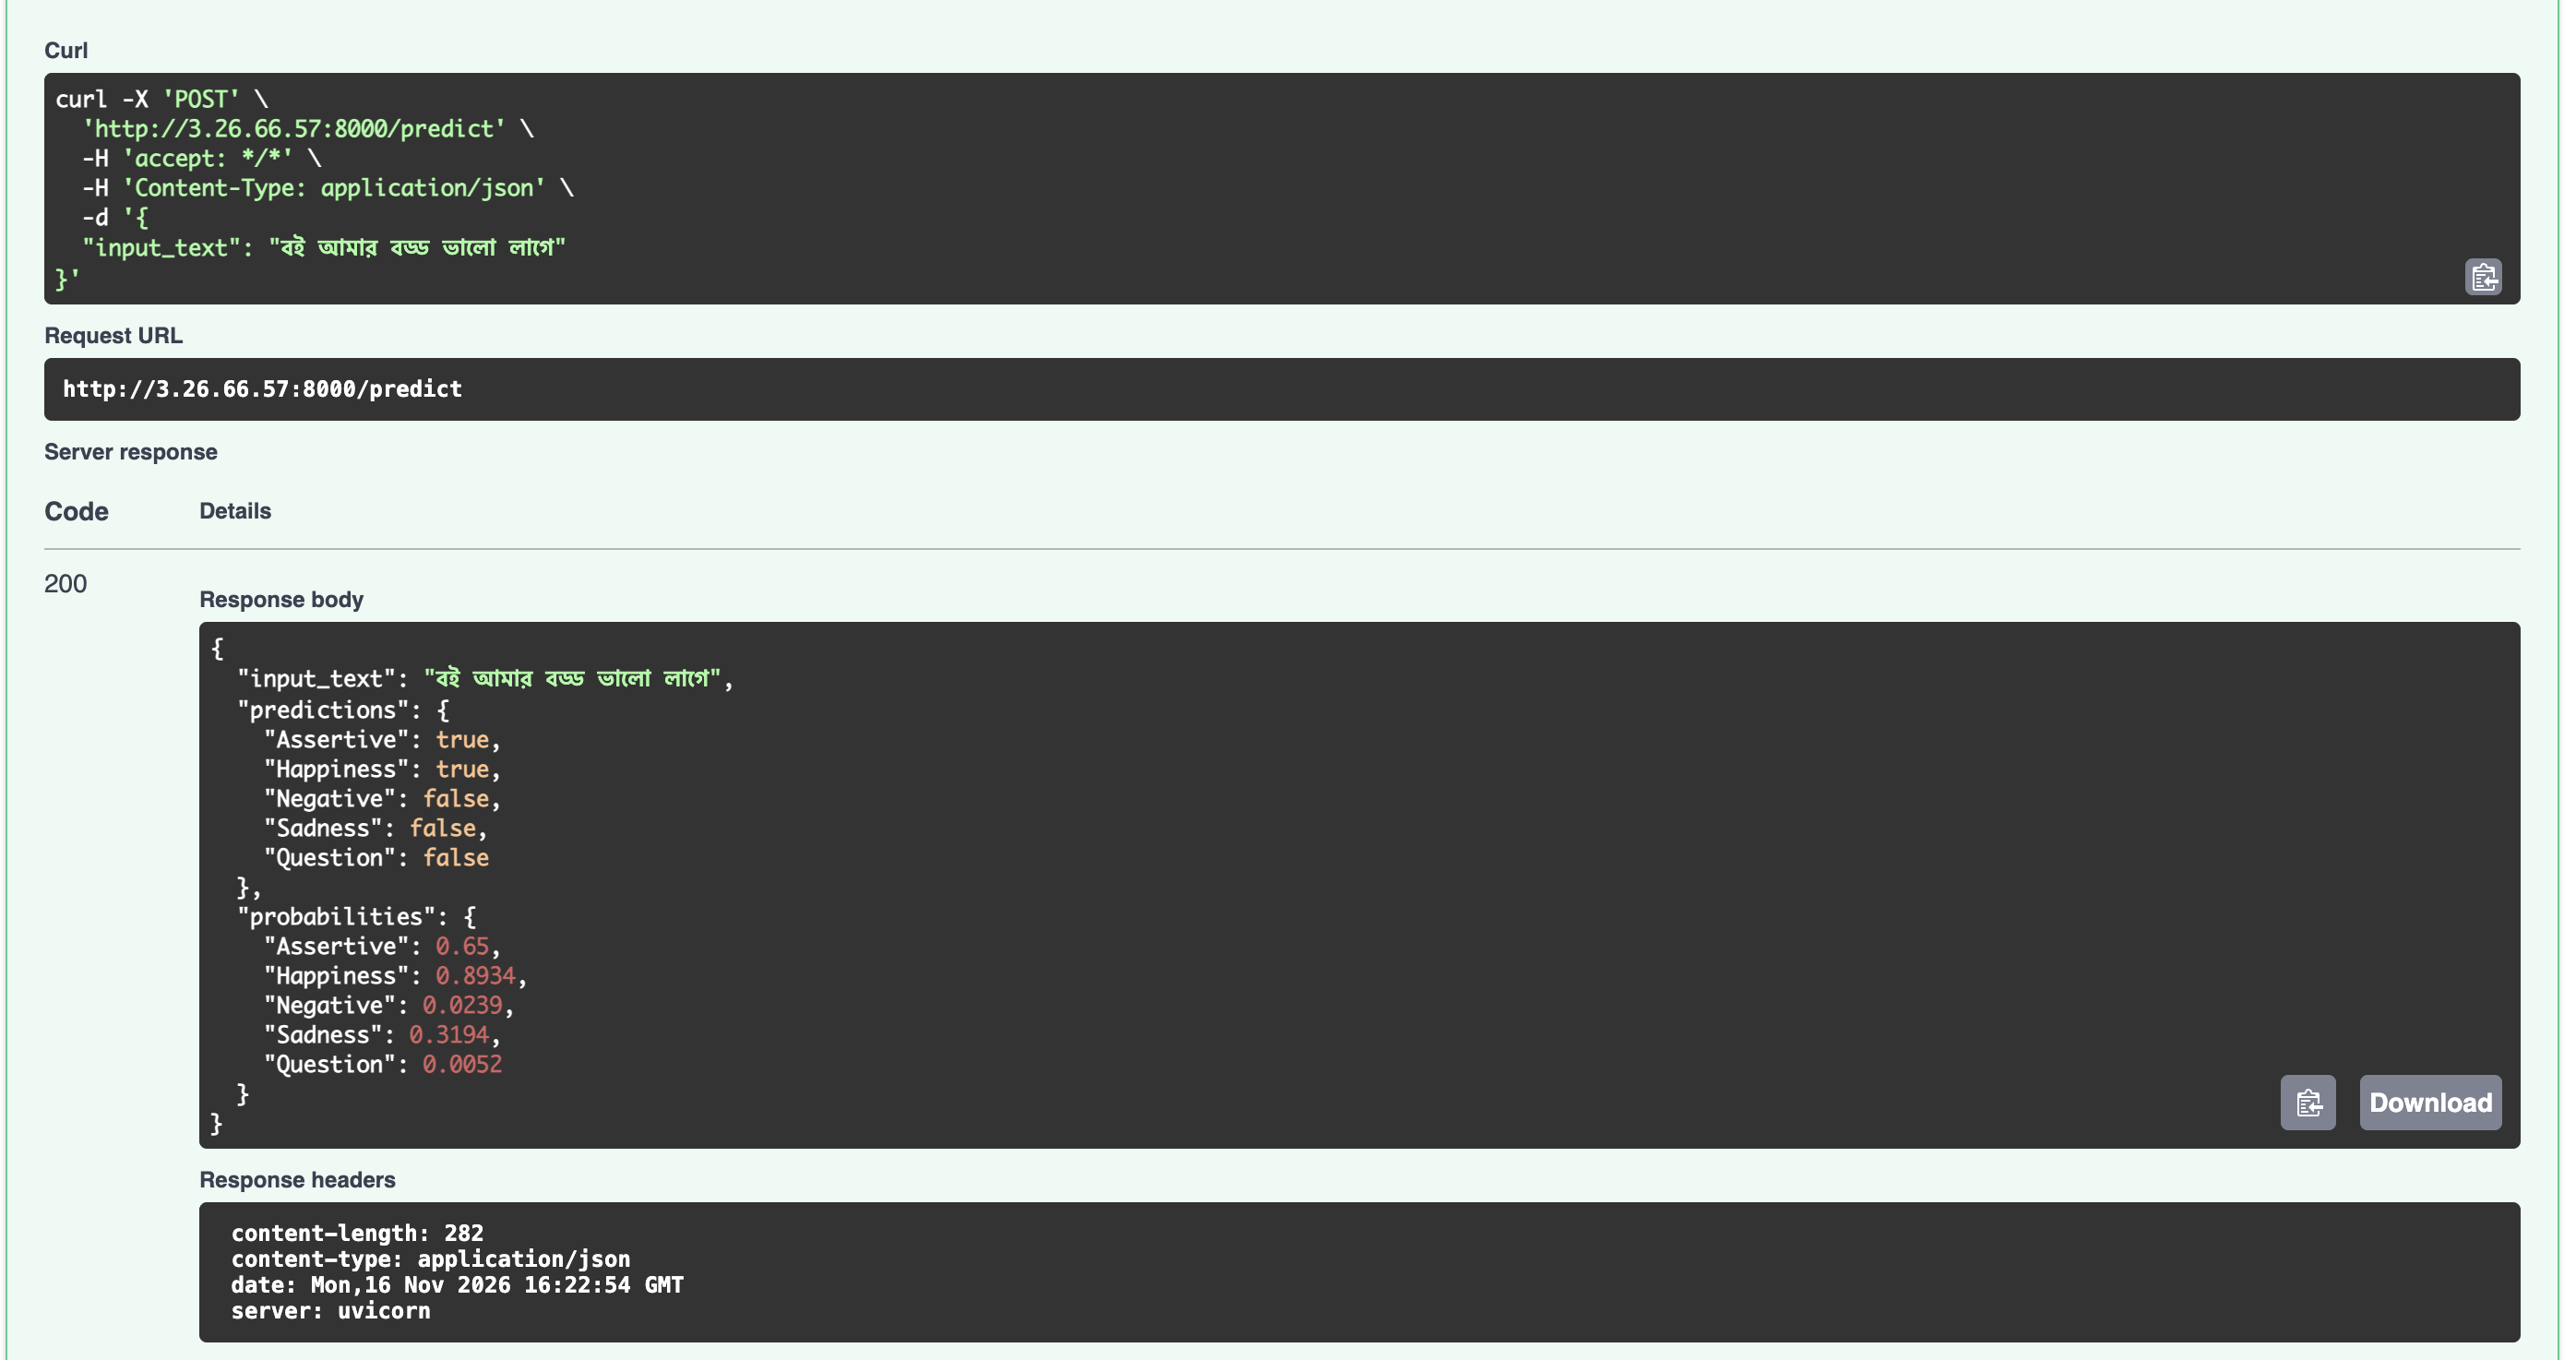 Curl
curl -X 'POST' \
  'http://3.26.66.57:8000/predict' \
  -H 'accept: */*' \
  -H 'Content-Type: application/json' \
  -d '{
  "input_text": "বই আমার বড্ড ভালো লাগে"
}'
Request URL
http://3.26.66.57:8000/predict
Server response
Code Details
200
Response body
{
  "input_text": "বই আমার বড্ড ভালো লাগে",
  "predictions": {
    "Assertive": true,
    "Happiness": true,
    "Negative": false,
    "Sadness": false,
    "Question": false
  },
  "probabilities": {
    "Assertive": 0.65,
    "Happiness": 0.8934,
    "Negative": 0.0239,
    "Sadness": 0.3194,
    "Question": 0.0052
  }
}
Download
Response headers
content-length: 282
content-type: application/json
date: Mon,16 Nov 2026 16:22:54 GMT
server: uvicorn